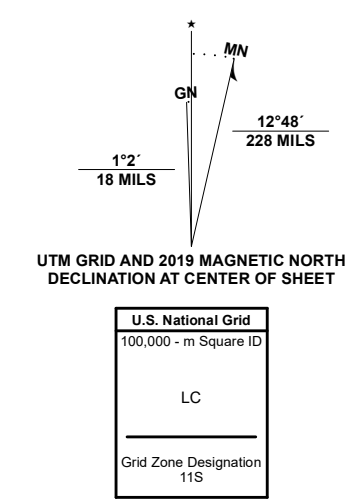 ★
MN
GN
12°48´
228 MILS
1°2´
18 MILS
UTM GRID AND 2019 MAGNETIC NORTH
DECLINATION AT CENTER OF SHEET
U.S. National Grid
100,000 - m Square ID
LC
Grid Zone Designation
11S